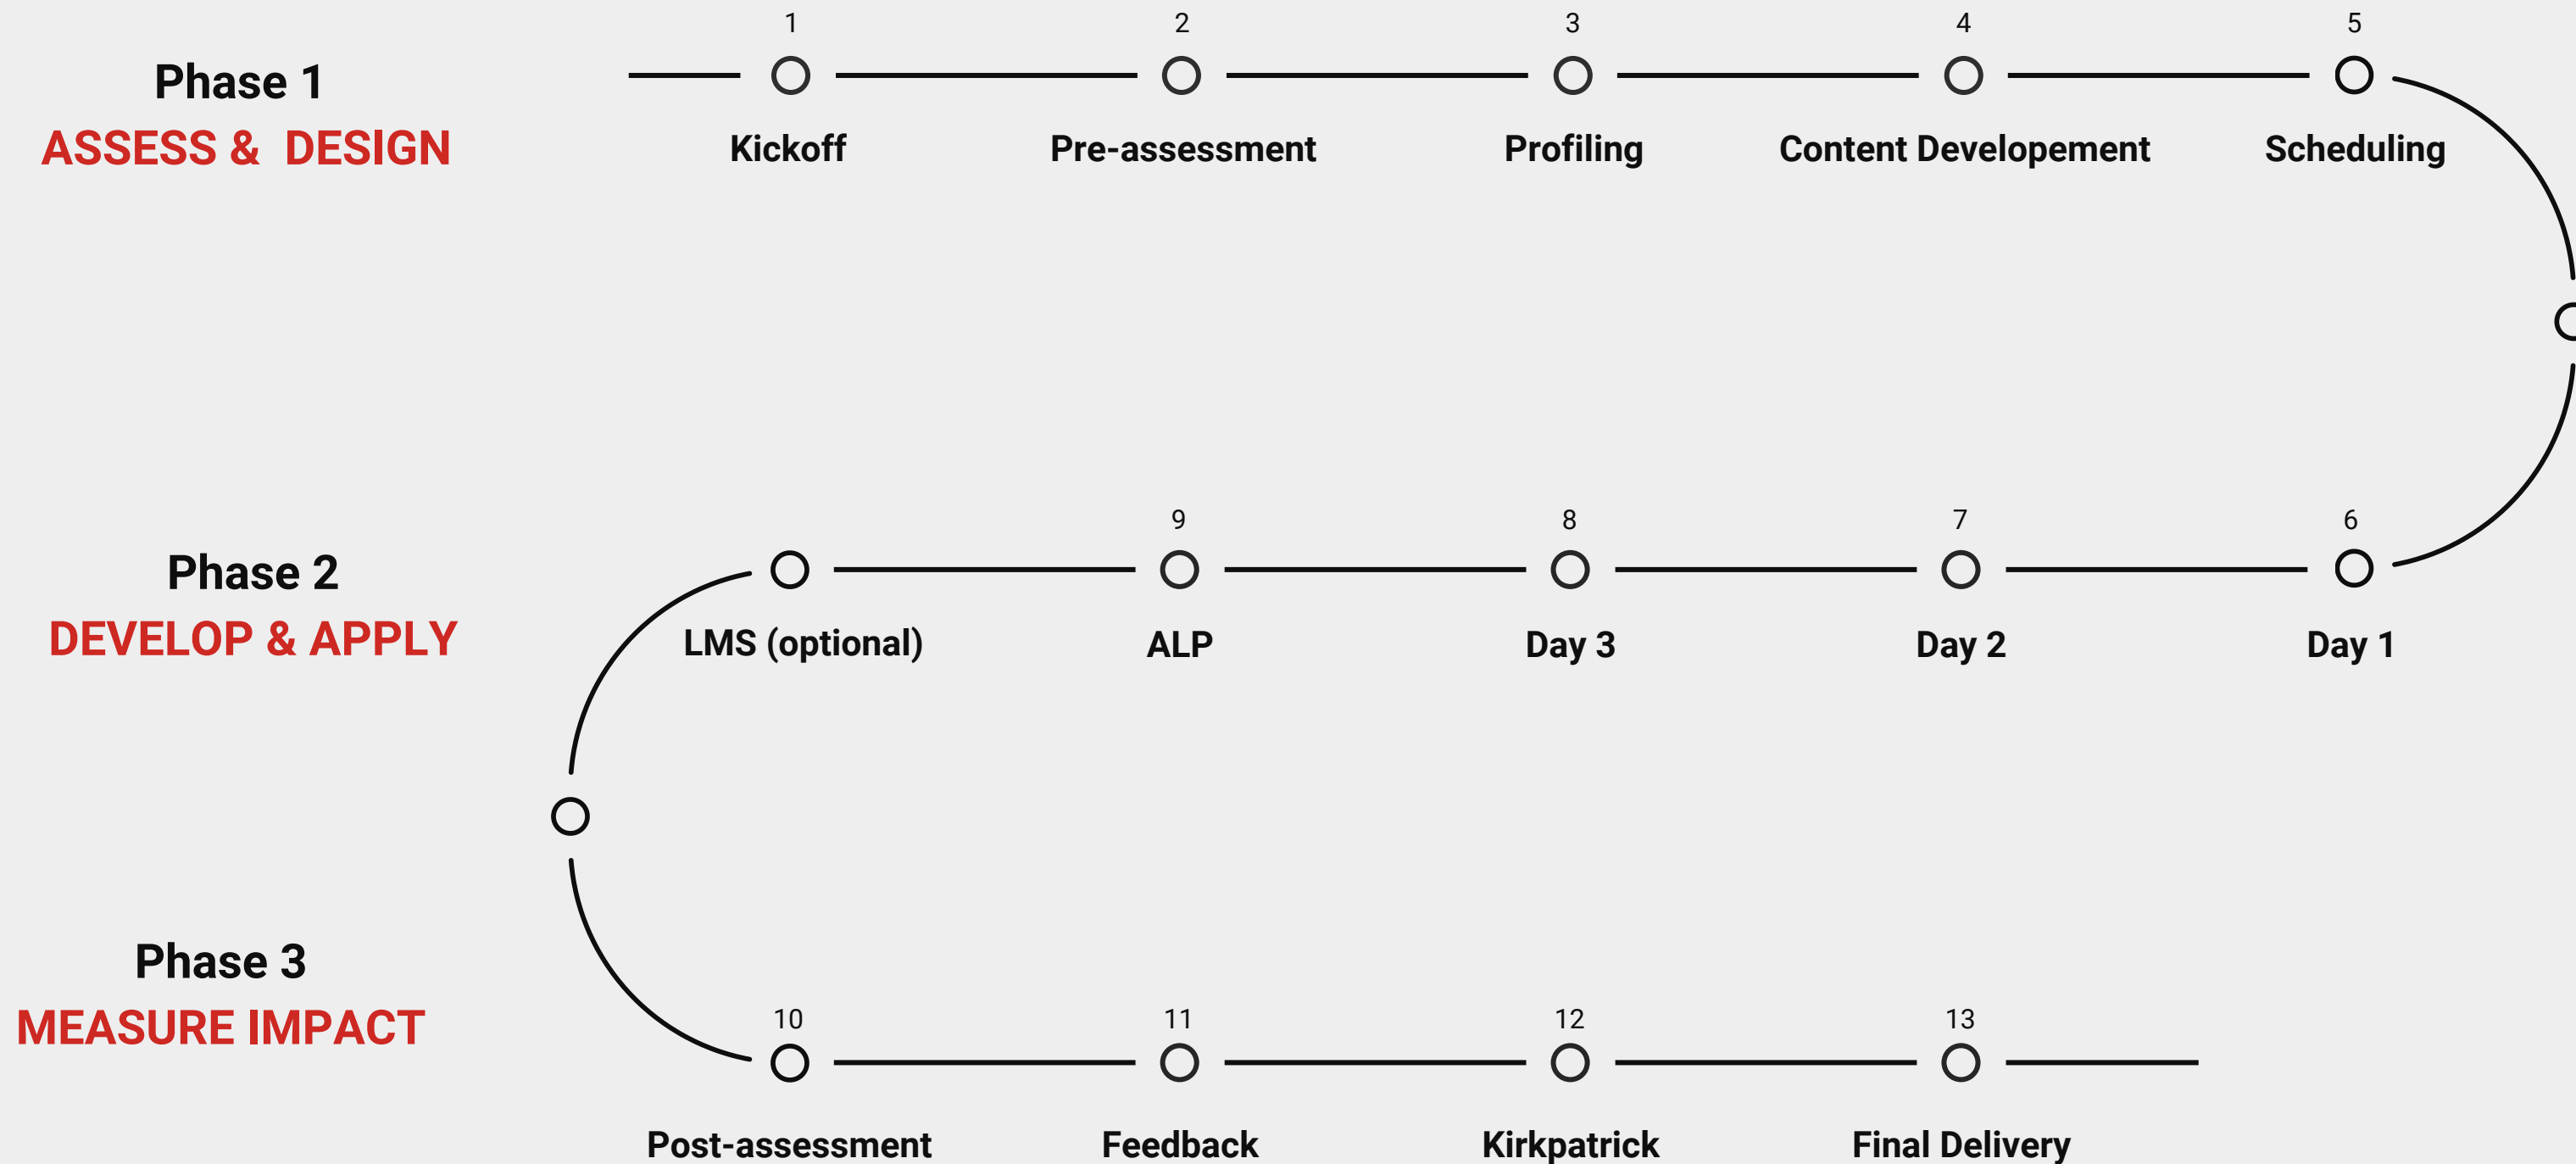 1 2 3 4 5
Phase 1
ASSESS & DESIGN
Kickoff Pre-assessment Profiling Content Developement Scheduling
9 8 7 6
Phase 2
DEVELOP & APPLY
LMS (optional) ALP Day 3 Day 2 Day 1
Phase 3
MEASURE IMPACT
10 11 12 13
Post-assessment Feedback Kirkpatrick Final Delivery